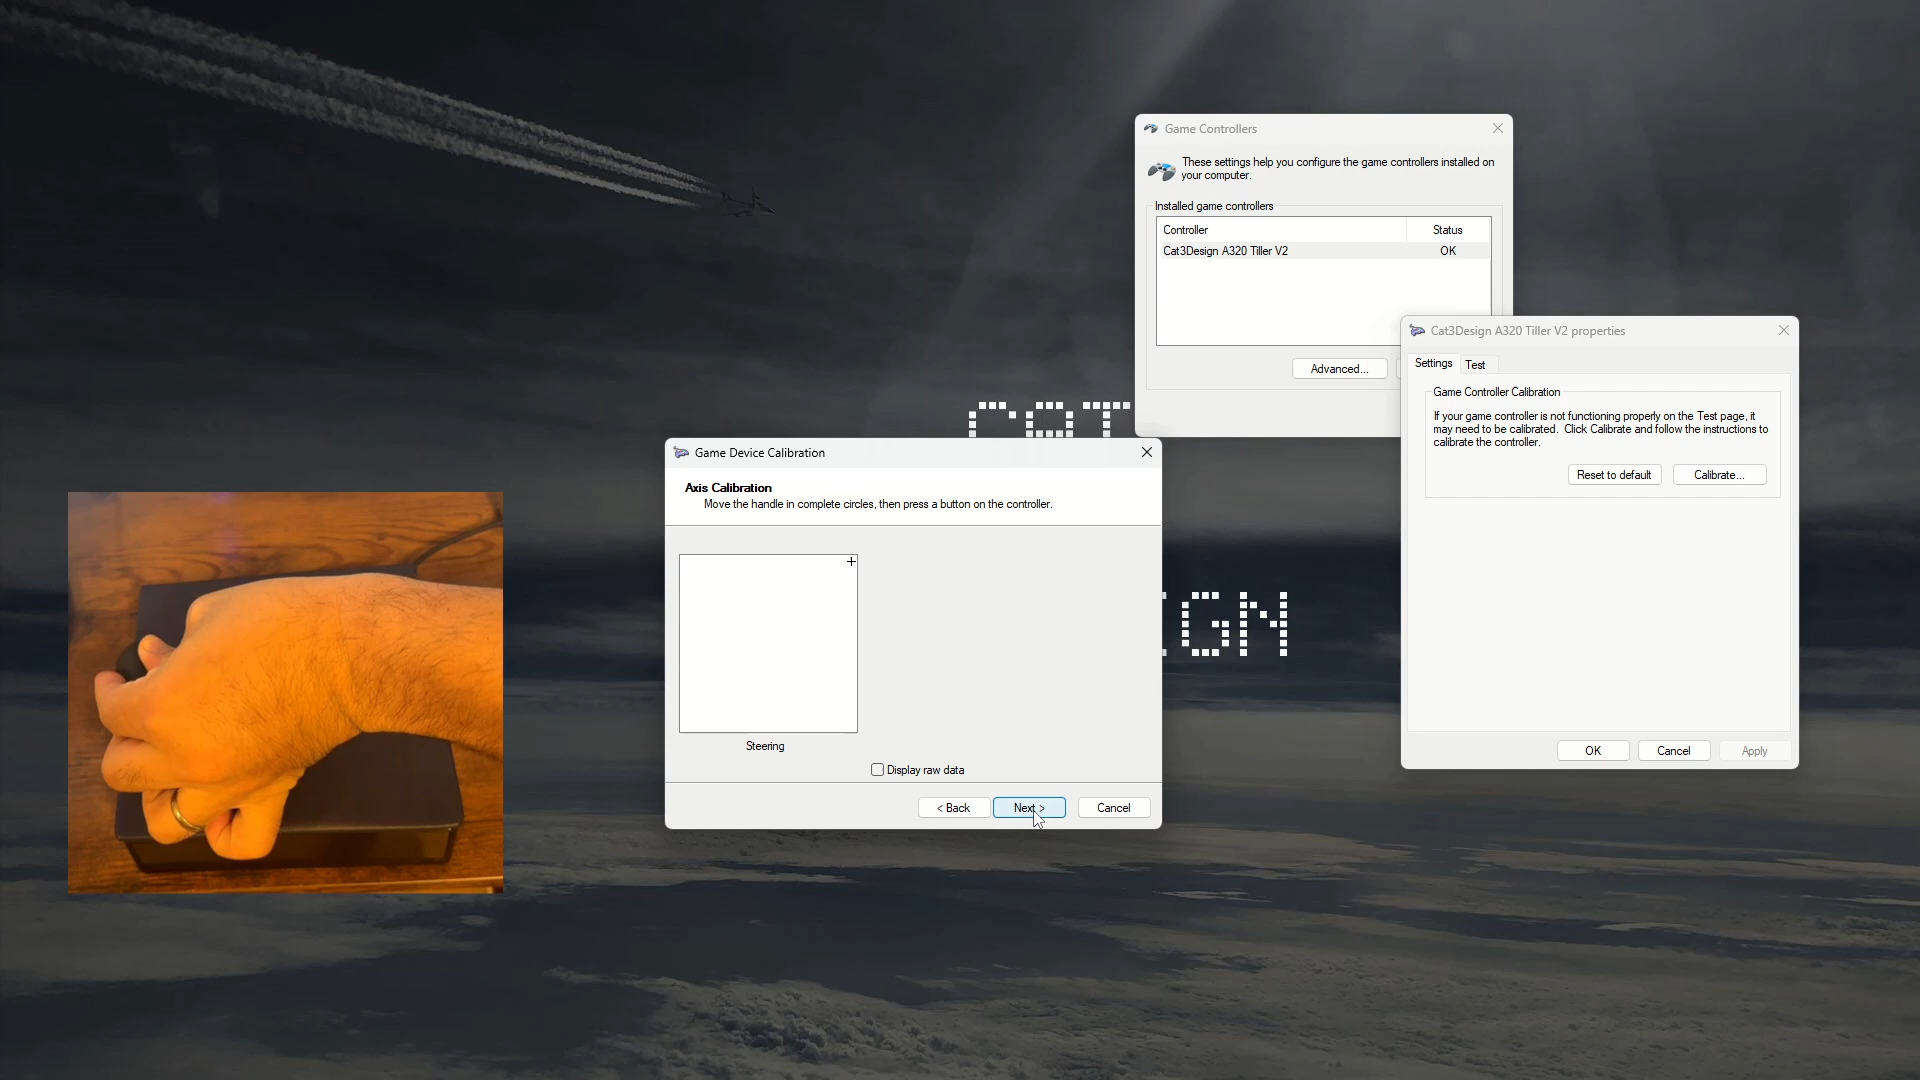 Game Controllers
These settings help you configure the game controllers installed on
your computer.
Installed game controllers
Controller Status
Cat3Design A320 Tiller V2 OK
Advanced...
Cat3Design A320 Tiller V2 properties
Settings Test
Game Controller Calibration
If your game controller is not functioning properly on the Test page, it
may need to be calibrated. Click Calibrate and follow the instructions to
calibrate the controller.
Reset to default Calibrate...
OK Cancel Apply
CAT
Game Device Calibration
Axis Calibration
Move the handle in complete circles, then press a button on the controller.
Steering
Display raw data
< Back Next > Cancel
IGN